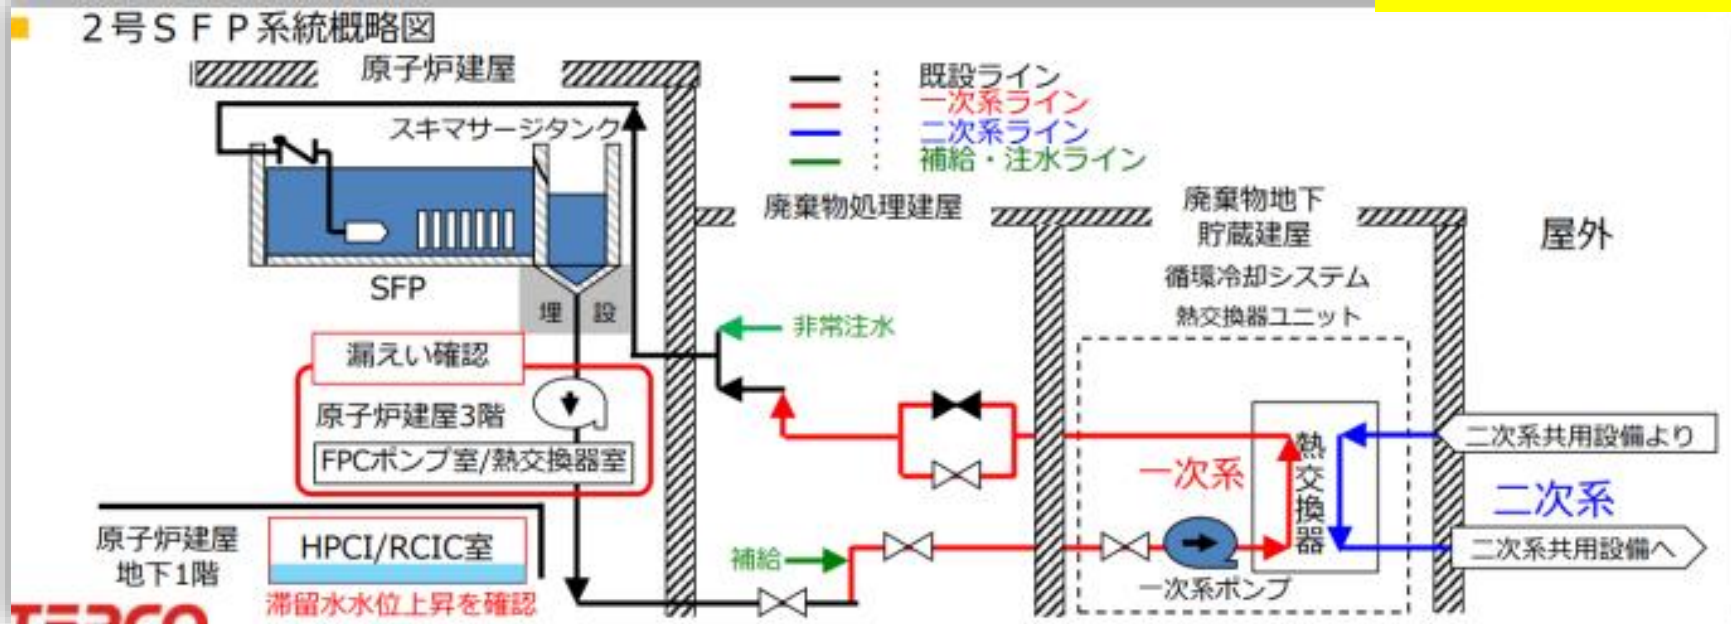 2号SFP系統概略図
原子炉建屋
: 既設ライン
: 一次系ライン
: 二次系ライン
: 補給・注水ライン
スキマサージタンク
廃棄物処理建屋
廃棄物地下
貯蔵建屋
屋外
循環冷却システム
熱交換器ユニット
SFP
埋設
非常注水
漏えい確認
原子炉建屋3階
FPCポンプ室/熱交換器室
熱交換器
一次系
二次系共用設備より
二次系
二次系共用設備へ
原子炉建屋
地下1階
HPCI/RCIC室
滞留水水位上昇を確認
補給
一次系ポンプ
TEPCO